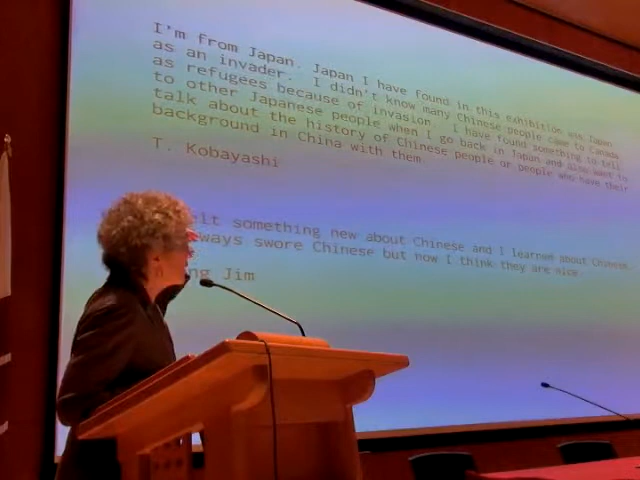 I'm from Japan. Japan I have found in this exhibition was Japan
as an invader. I didn't know many Chinese people came to Canada
as refugees because of invasion. I have found something to tell
to other Japanese people when I go back in Japan and also want to
talk about the history of Chinese people or people who have their
background in China with them
T. Kobayashi
elt something new about Chinese and I learned about Chinese.
ways swore Chinese but now I think they are nice
ng Jim